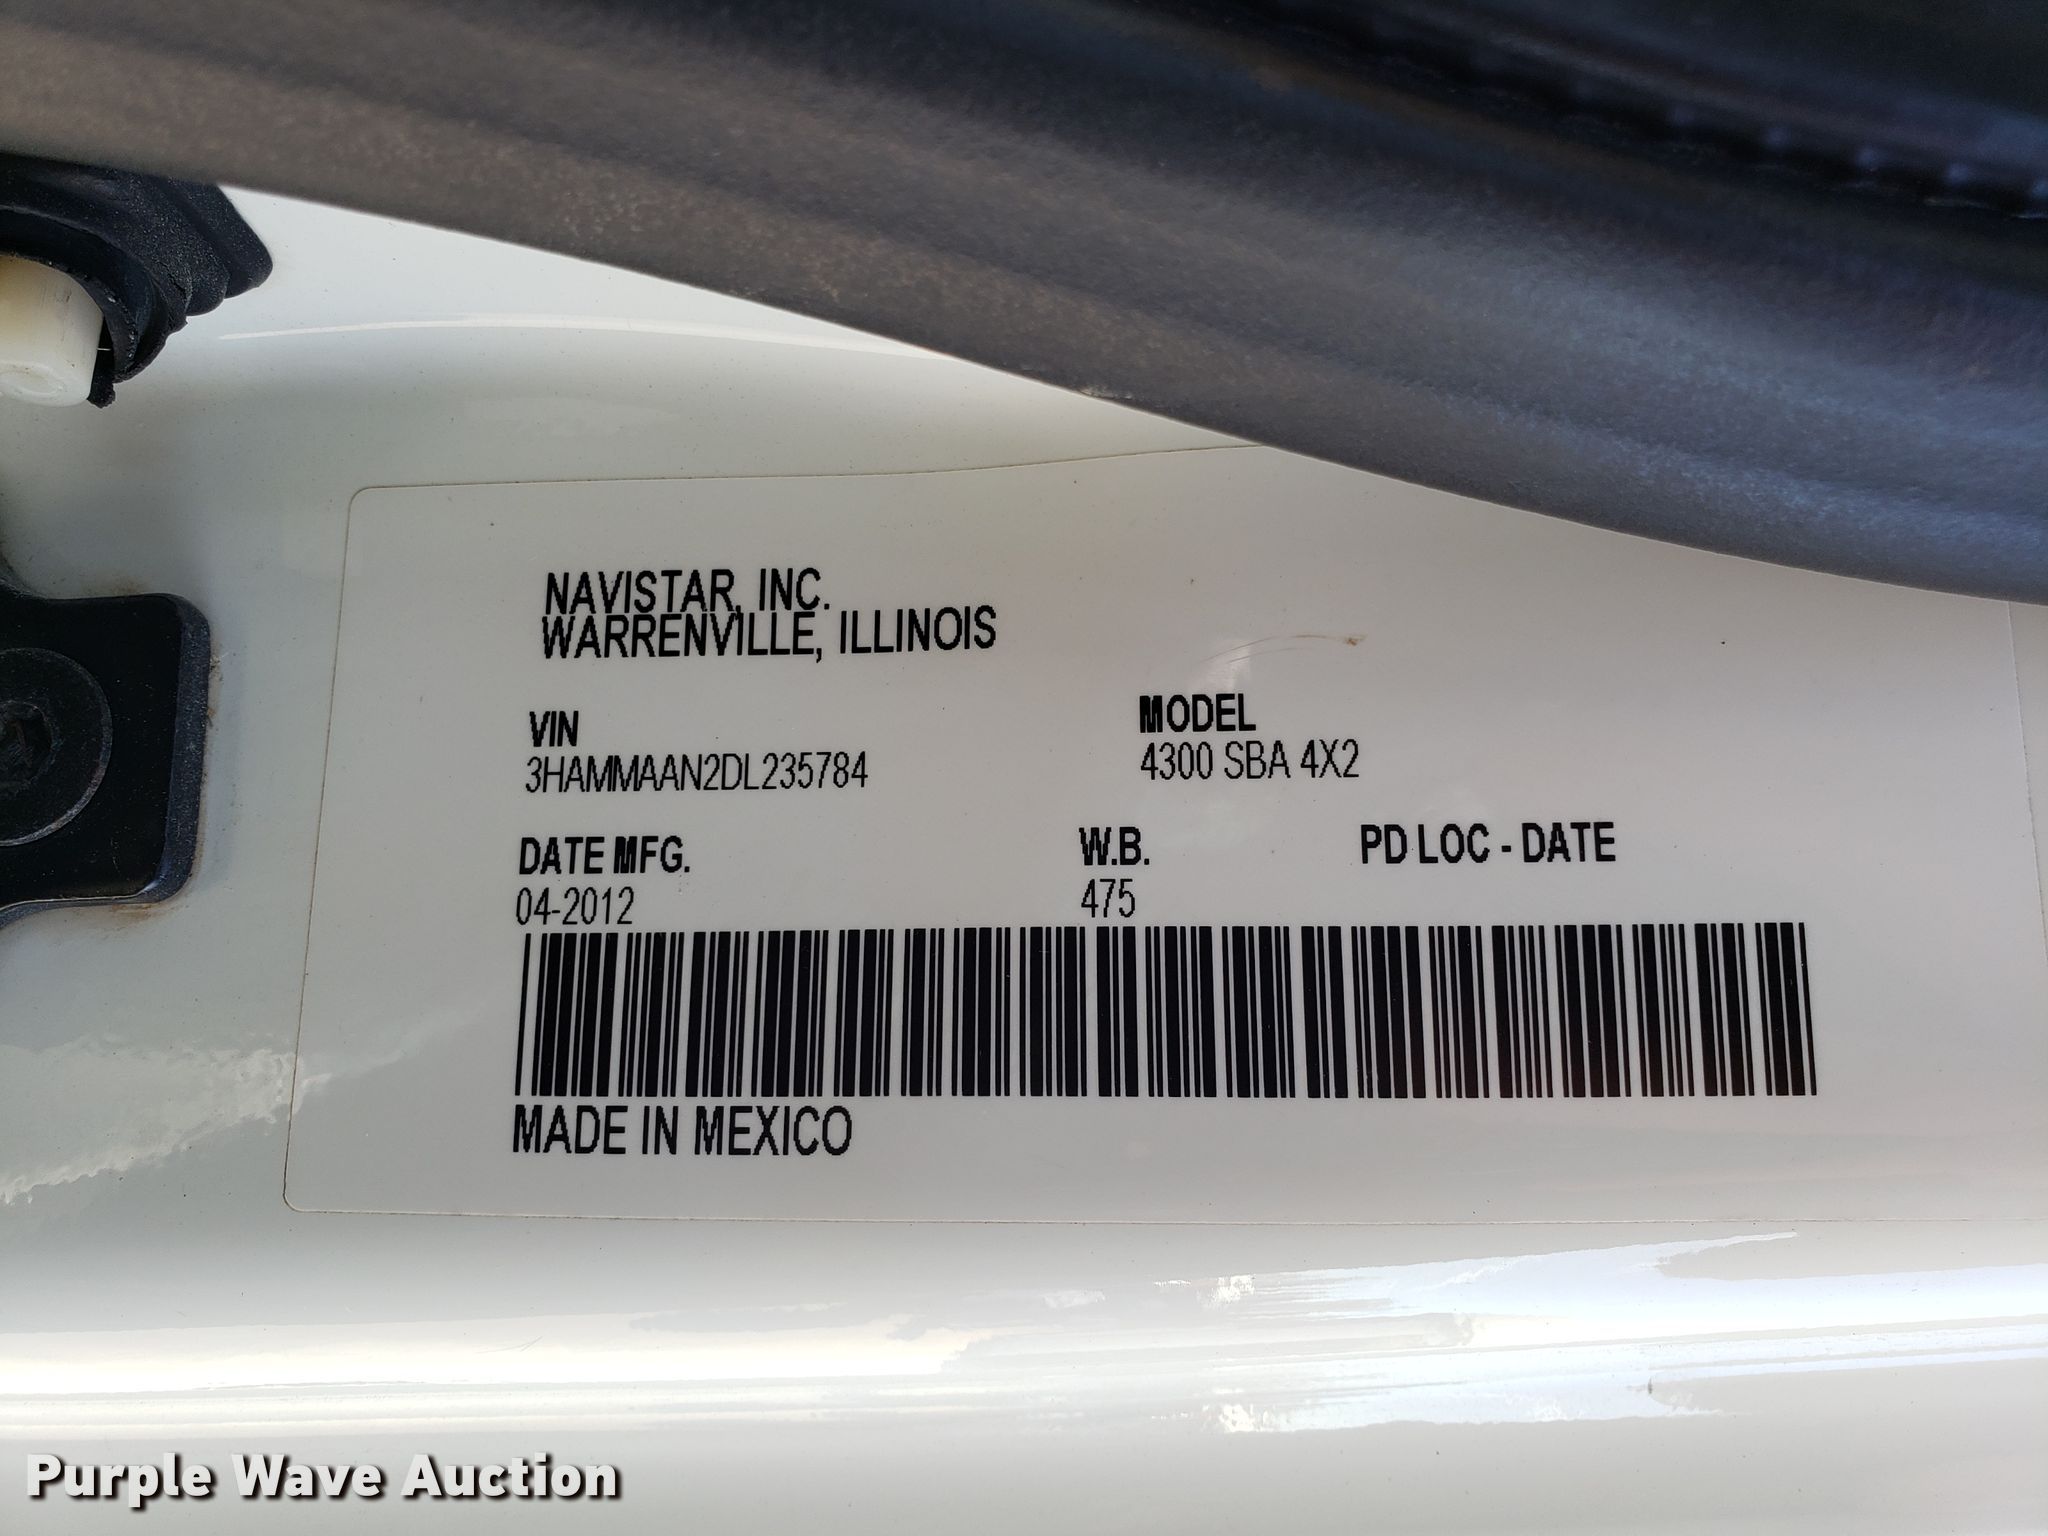 NAVISTAR, INC.
WARRENVILLE, ILLINOIS
VIN
3HAMMAAN2DL235784
MODEL
4300 SBA 4X2
DATE MFG.
04-2012
W.B.
475
PD LOC - DATE
MADE IN MEXICO
Purple Wave Auction